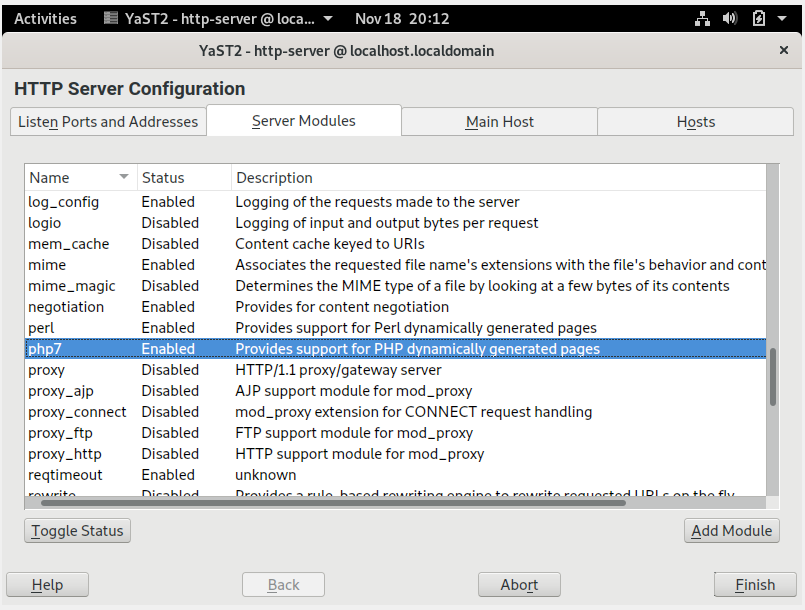 Activities YaST2 - http-server @ loca... Nov 18 20:12
YaST2 - http-server @ localhost.localdomain ×
HTTP Server Configuration
Listen Ports and Addresses Server Modules Main Host Hosts
Name Status Description
log_config Enabled Logging of the requests made to the server
logio Disabled Logging of input and output bytes per request
mem_cache Disabled Content cache keyed to URIs
mime Enabled Associates the requested file name's extensions with the file's behavior and cont
mime_magic Disabled Determines the MIME type of a file by looking at a few bytes of its contents
negotiation Enabled Provides for content negotiation
perl Enabled Provides support for Perl dynamically generated pages
php7 Enabled Provides support for PHP dynamically generated pages
proxy Disabled HTTP/1.1 proxy/gateway server
proxy_ajp Disabled AJP support module for mod_proxy
proxy_connect Disabled mod_proxy extension for CONNECT request handling
proxy_ftp Disabled FTP support module for mod_proxy
proxy_http Disabled HTTP support module for mod_proxy
reqtimeout Enabled unknown
rewrite Disabled Provides a rule-based rewriting engine to rewrite requested URLs on the fly
Toggle Status Add Module
Help Back Abort Finish